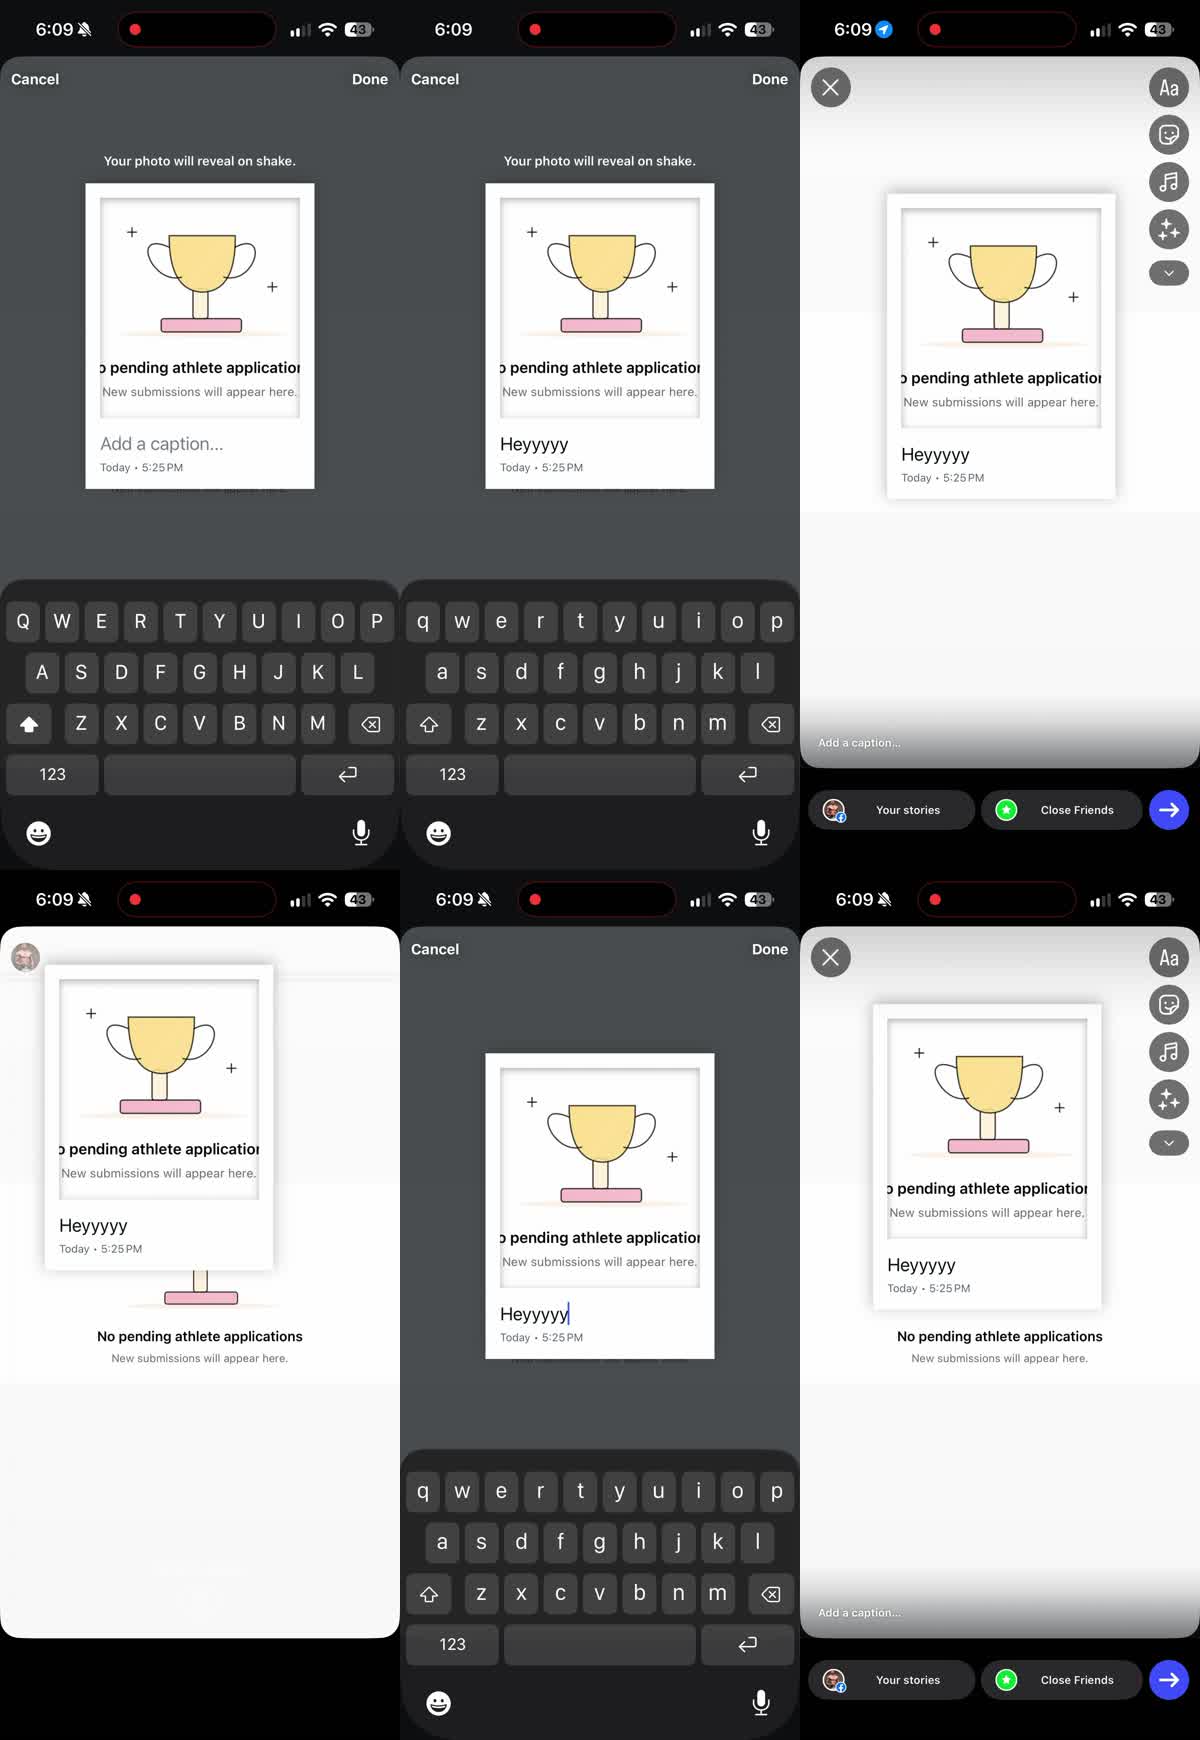 6:09
43
Cancel
Done
Your photo will reveal on shake.
o pending athlete application
New submissions will appear here.
Add a caption...
Today • 5:25 PM
Q W E R T Y U I O P
A S D F G H J K L
Z X C V B N M
123
6:09
43
Cancel
Done
Your photo will reveal on shake.
o pending athlete application
New submissions will appear here.
Heyyyyy
Today • 5:25 PM
q w e r t y u i o p
a s d f g h j k l
z x c v b n m
123
6:09
43
Aa
o pending athlete application
New submissions will appear here.
Heyyyyy
Today • 5:25 PM
Add a caption...
Your stories
Close Friends
6:09
43
o pending athlete application
New submissions will appear here.
Heyyyyy
Today • 5:25 PM
No pending athlete applications
New submissions will appear here.
6:09
43
Cancel
Done
o pending athlete application
New submissions will appear here.
Heyyyyy
Today • 5:25 PM
q w e r t y u i o p
a s d f g h j k l
z x c v b n m
123
6:09
43
Aa
o pending athlete application
New submissions will appear here.
Heyyyyy
Today • 5:25 PM
No pending athlete applications
New submissions will appear here.
Add a caption...
Your stories
Close Friends